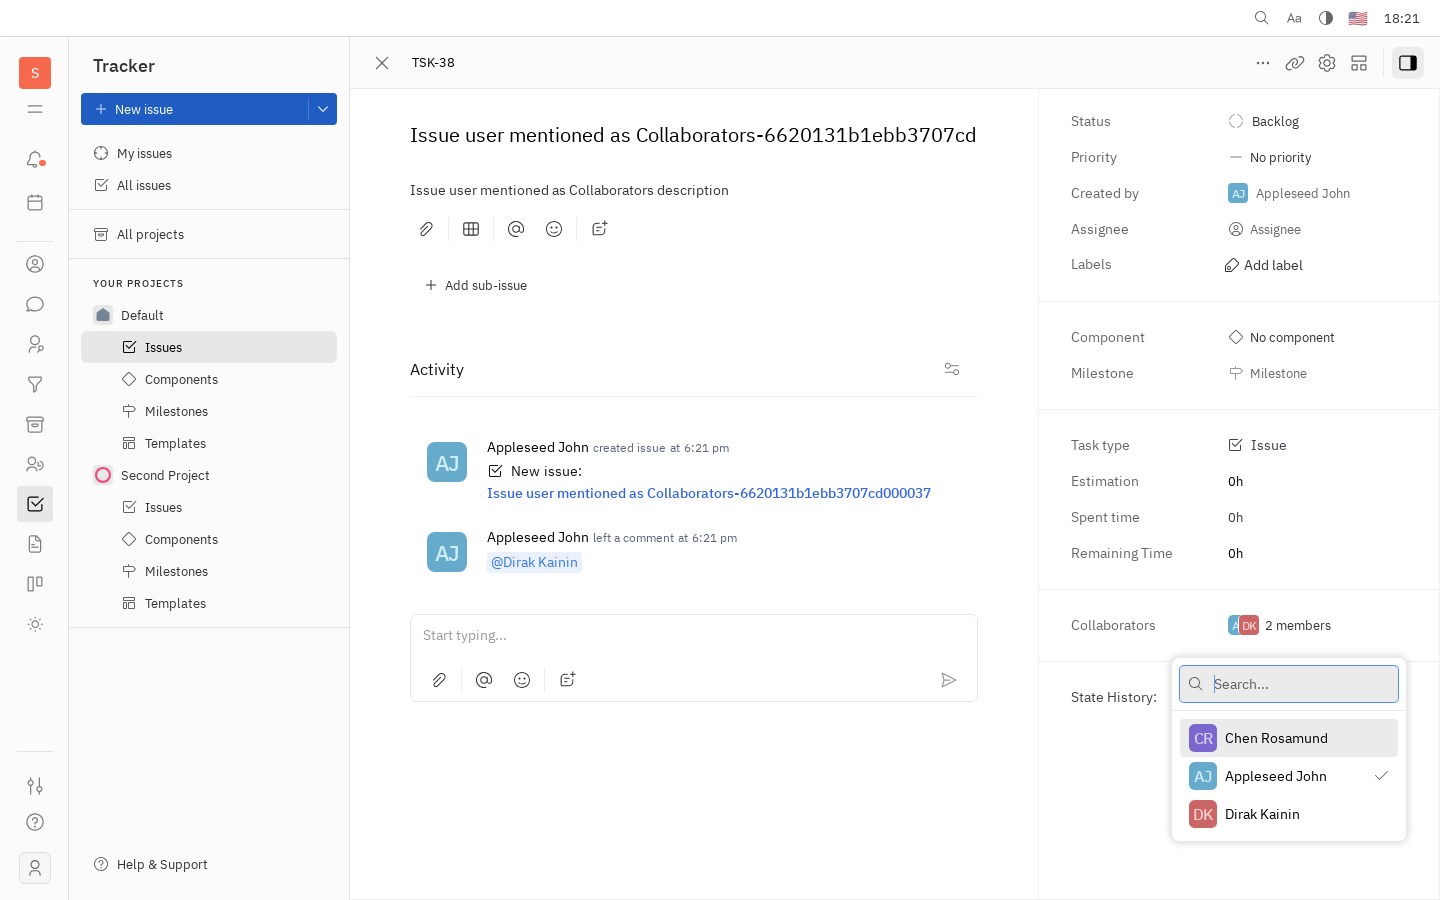 Aa
18:21
S
Tracker
New issue
My issues
All issues
All projects
YOUR PROJECTS
Default
Issues
Components
Milestones
Templates
Second Project
Issues
Components
Milestones
Templates
Help & Support
TSK-38
Issue user mentioned as Collaborators-6620131b1ebb3707cd
Issue user mentioned as Collaborators description
Add sub-issue
Activity
AJ
Appleseed John created issue at 6:21 pm
New issue:
Issue user mentioned as Collaborators-6620131b1ebb3707cd000037
AJ
Appleseed John left a comment at 6:21 pm
@Dirak Kainin
Start typing...
Status
Backlog
Priority
No priority
Created by
AJ Appleseed John
Assignee
Assignee
Labels
Add label
Component
No component
Milestone
Milestone
Task type
Issue
Estimation
0h
Spent time
0h
Remaining Time
0h
Collaborators
A DK 2 members
State History:
Search...
CR Chen Rosamund
AJ Appleseed John
DK Dirak Kainin